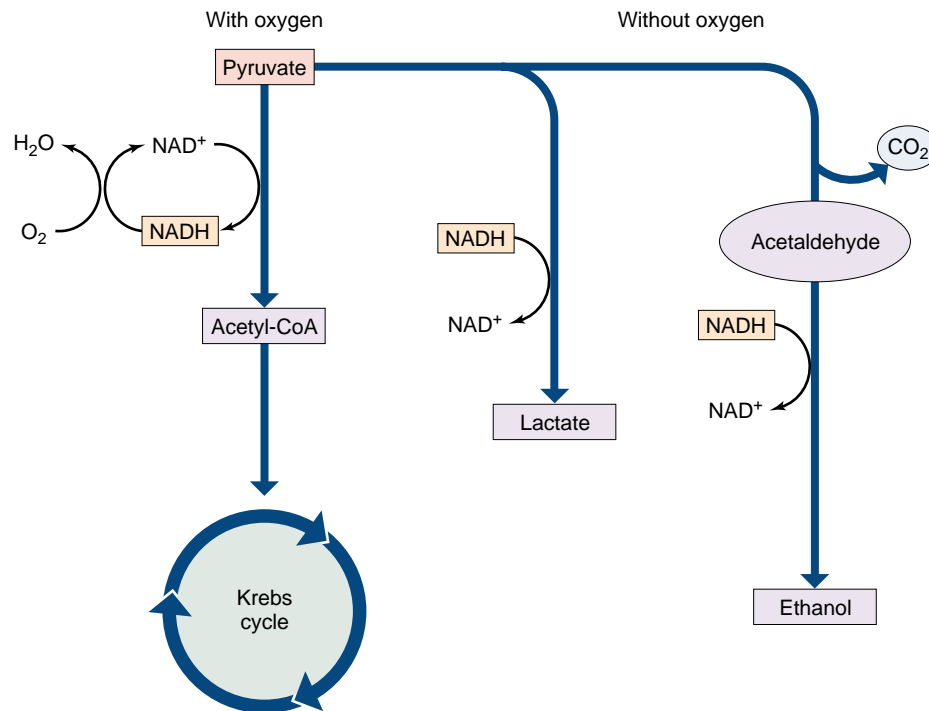 With oxygen
Without oxygen
Pyruvate
H₂O
NAD⁺
CO₂
O₂
NADH
NADH
Acetaldehyde
Acetyl-CoA
NAD⁺
NADH
Lactate
NAD⁺
Krebs
cycle
Ethanol